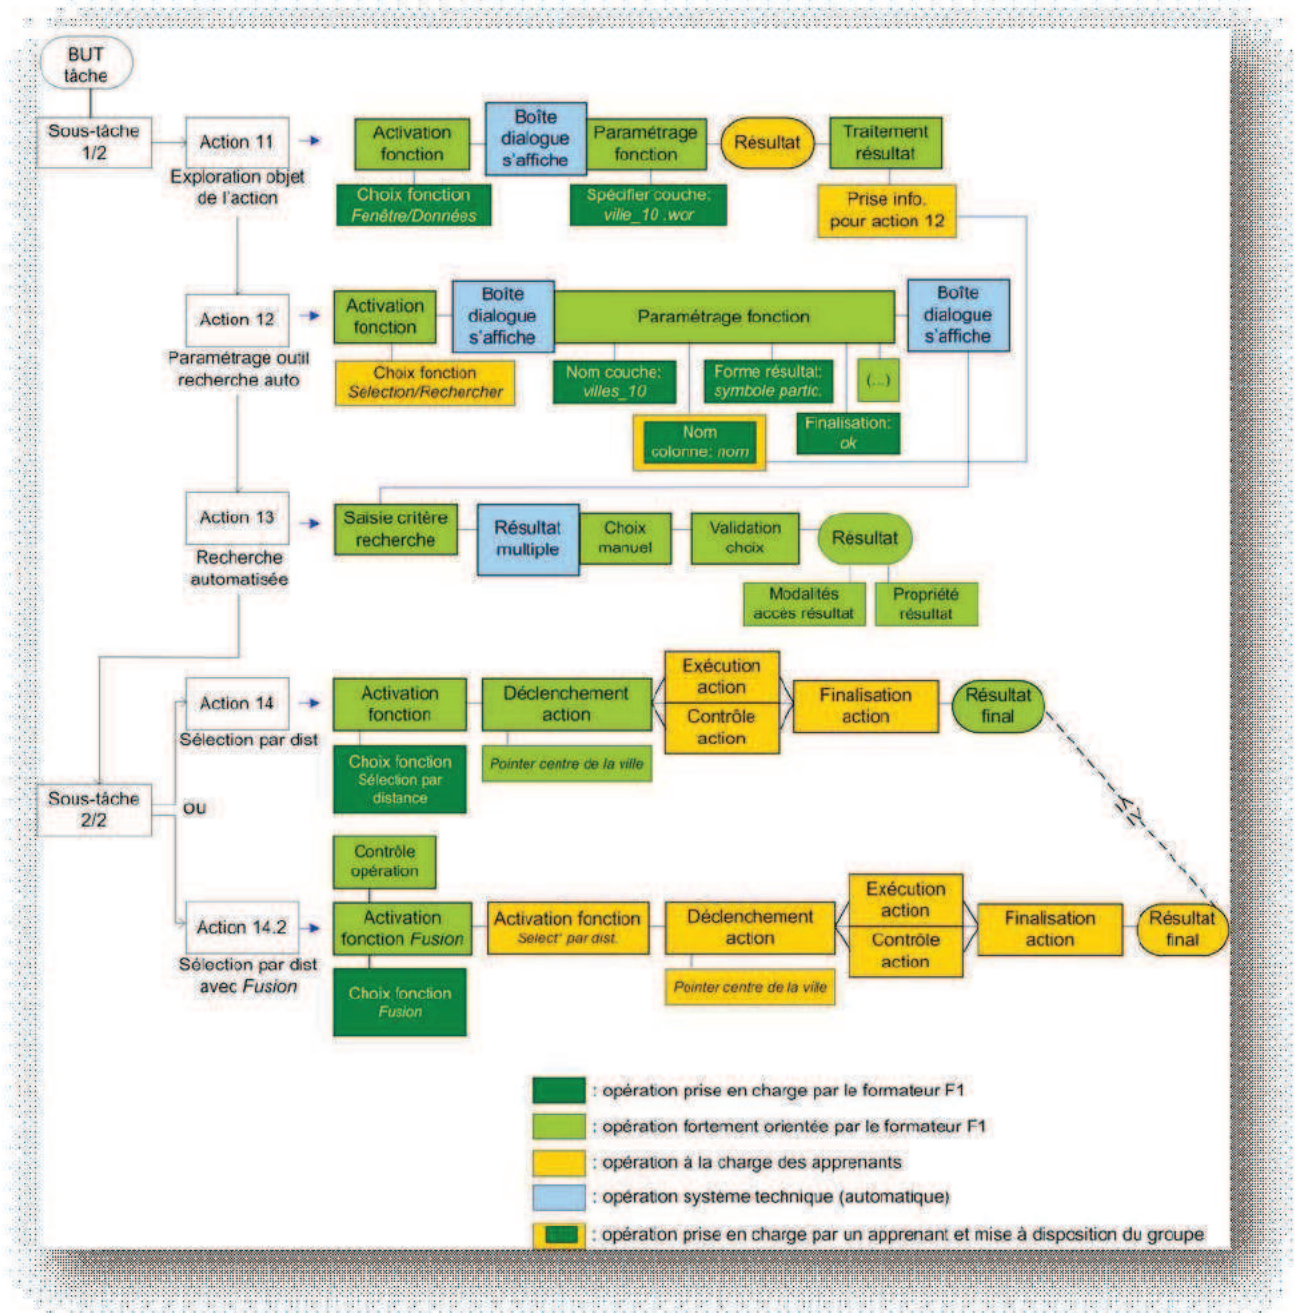 BUT
tâche
Sous-tâche
1/2
Action 11
Exploration objet
de l'action
Activation
fonction
Choix fonction
Fenêtre/Données
Boîte
dialogue
s'affiche
Paramétrage
fonction
Spécifier couche:
ville_10 .wor
Résultat
Traitement
résultat
Prise info.
pour action 12
Action 12
Paramétrage outil
recherche auto
Activation
fonction
Choix fonction
Sélection/Rechercher
Boîte
dialogue
s'affiche
Paramétrage fonction
Nom couche:
villes_10
Nom
colonne: nom
Forme résultat:
symbole partic.
Finalisation:
ok
(...)
Boîte
dialogue
s'affiche
Action 13
Recherche
automatisée
Saisie critère
recherche
Résultat
multiple
Choix
manuel
Validation
choix
Résultat
Modalités
accès résultat
Propriété
résultat
Sous-tâche
2/2
OU
Action 14
Sélection par dist
Activation
fonction
Choix fonction
Sélection par
distance
Déclenchement
action
Pointer centre de la ville
Exécution
action
Contrôle
action
Finalisation
action
Résultat
final
Action 14.2
Sélection par dist
avec Fusion
Contrôle
opération
Activation
fonction Fusion
Choix fonction
Fusion
Activation fonction
Sélect° par dist.
Déclenchement
action
Pointer centre de la ville
Exécution
action
Contrôle
action
Finalisation
action
Résultat
final
: opération prise en charge par le formateur F1
: opération fortement orientée par le formateur F1
: opération à la charge des apprenants
: opération système technique (automatique)
: opération prise en charge par un apprenant et mise à disposition du groupe